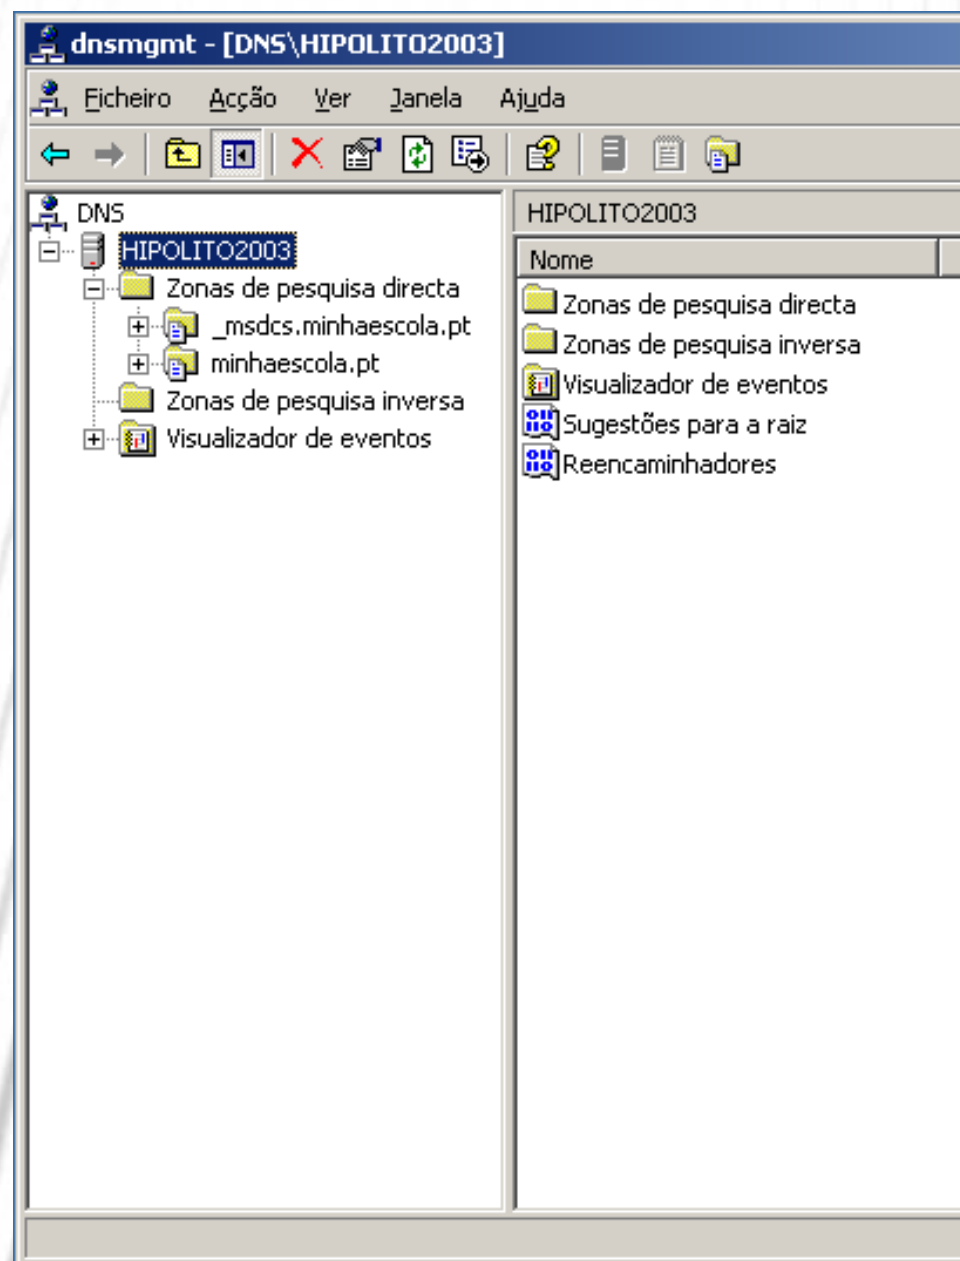 dnsmgmt - [DNS\HIPOLITO2003]
Ficheiro Acção Ver Janela Ajuda
DNS
HIPOLITO2003
Zonas de pesquisa directa
_msdcs.minhaescola.pt
minhaescola.pt
Zonas de pesquisa inversa
Visualizador de eventos
HIPOLITO2003
Nome
Zonas de pesquisa directa
Zonas de pesquisa inversa
Visualizador de eventos
Sugestões para a raiz
Reencaminhadores